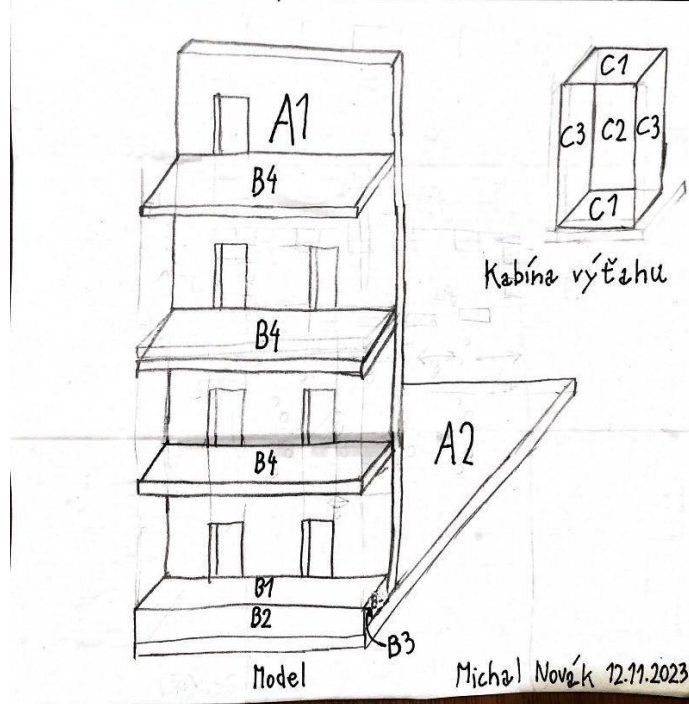 A1
C1
C3
C2
C3
C1
Kabína výťahu
B4
B4
B4
A2
B1
B2
B3
Model
Michal Novák 12.11.2023